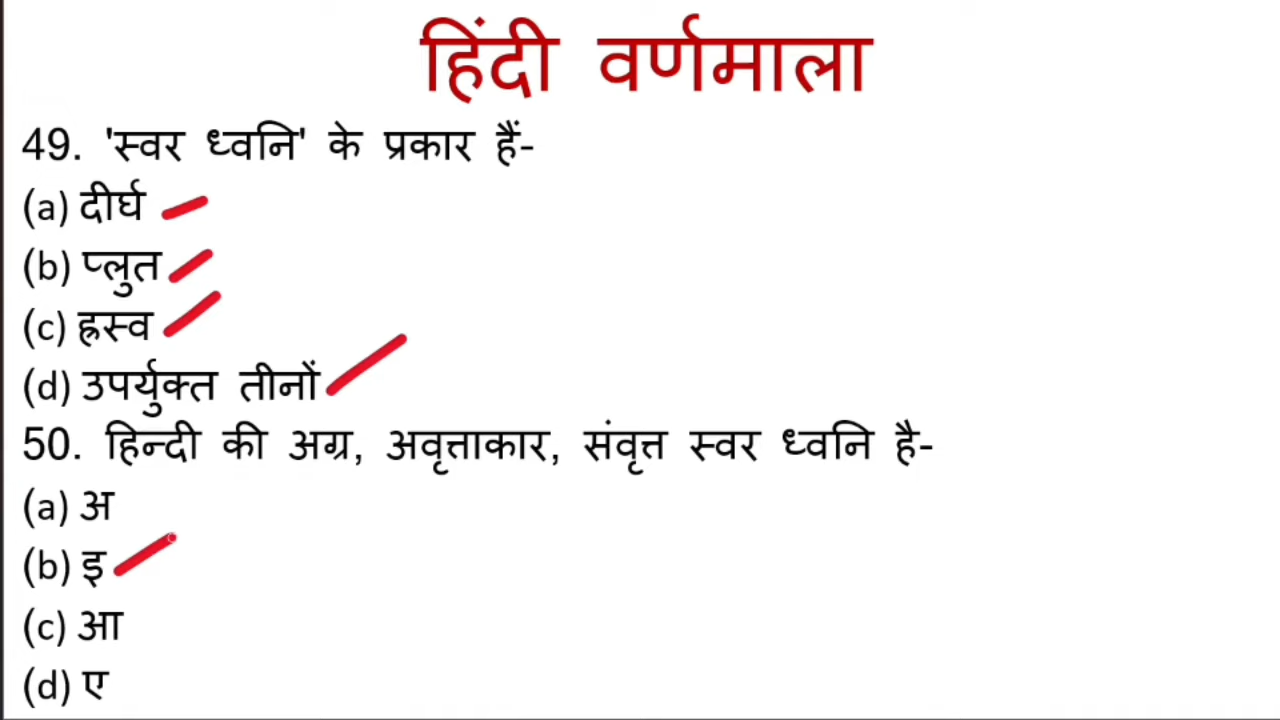 हिंदी वर्णमाला
49. 'स्वर ध्वनि' के प्रकार हैं-
(a) दीर्घ
(b) प्लुत
(c) ह्रस्व
(d) उपर्युक्त तीनों
50. हिन्दी की अग्र, अवृत्ताकार, संवृत्त स्वर ध्वनि है-
(a) अ
(b) इ
(c) आ
(d) ए